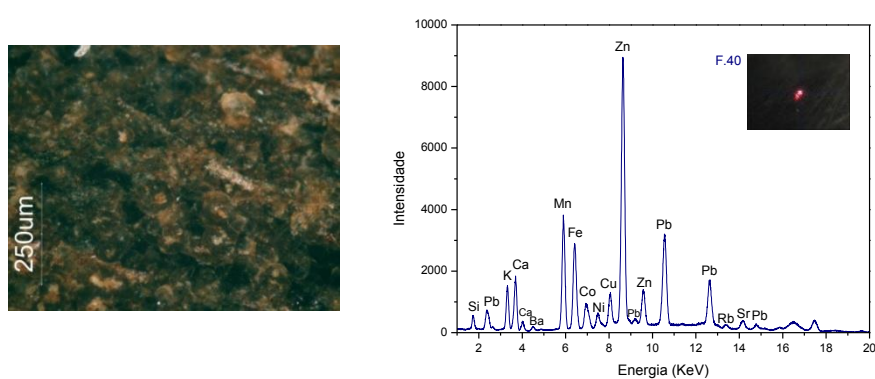 250um
10000
8000
6000
4000
2000
0
Intensidade
F.40
Zn
Mn
Fe
Pb
K
Ca
Si
Pb
Ca
Ba
Co
Ni
Cu
Pb
Zn
Pb
Rb
Sr
Pb
2 4 6 8 10 12 14 16 18 20
Energia (KeV)